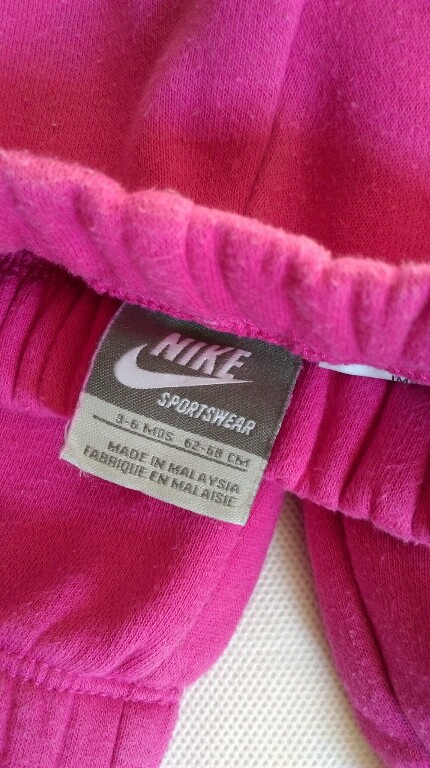 NIKE
SPORTSWEAR
3-6 MOS 62-68 CM
MADE IN MALAYSIA
FABRIQUE EN MALAISIE